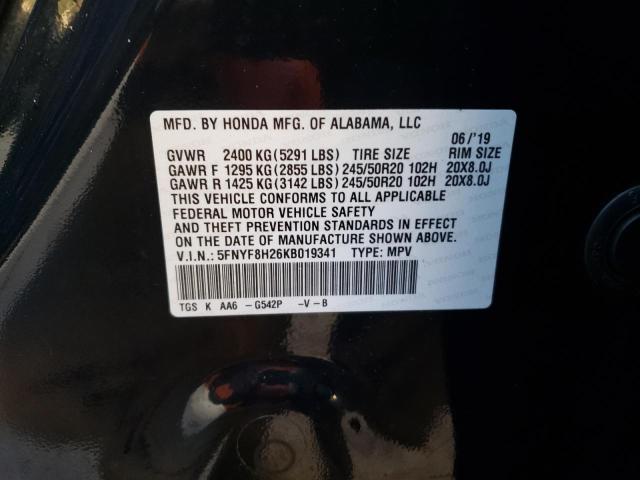 MFD. BY HONDA MFG. OF ALABAMA, LLC
06/'19
GVWR 2400 KG(5291 LBS) TIRE SIZE RIM SIZE
GAWR F 1295 KG(2855 LBS)245/50R20 102H 20X8.0J
GAWR R 1425 KG(3142 LBS)245/50R20 102H 20X8.0J
THIS VEHICLE CONFORMS TO ALL APPLICABLE
FEDERAL MOTOR VEHICLE SAFETY
AND THEFT PREVENTION STANDARDS IN EFFECT
ON THE DATE OF MANUFACTURE SHOWN ABOVE.
V.I.N.: 5FNYF8H26KB019341 TYPE: MPV
TGS K AA6 -G542P -V-B